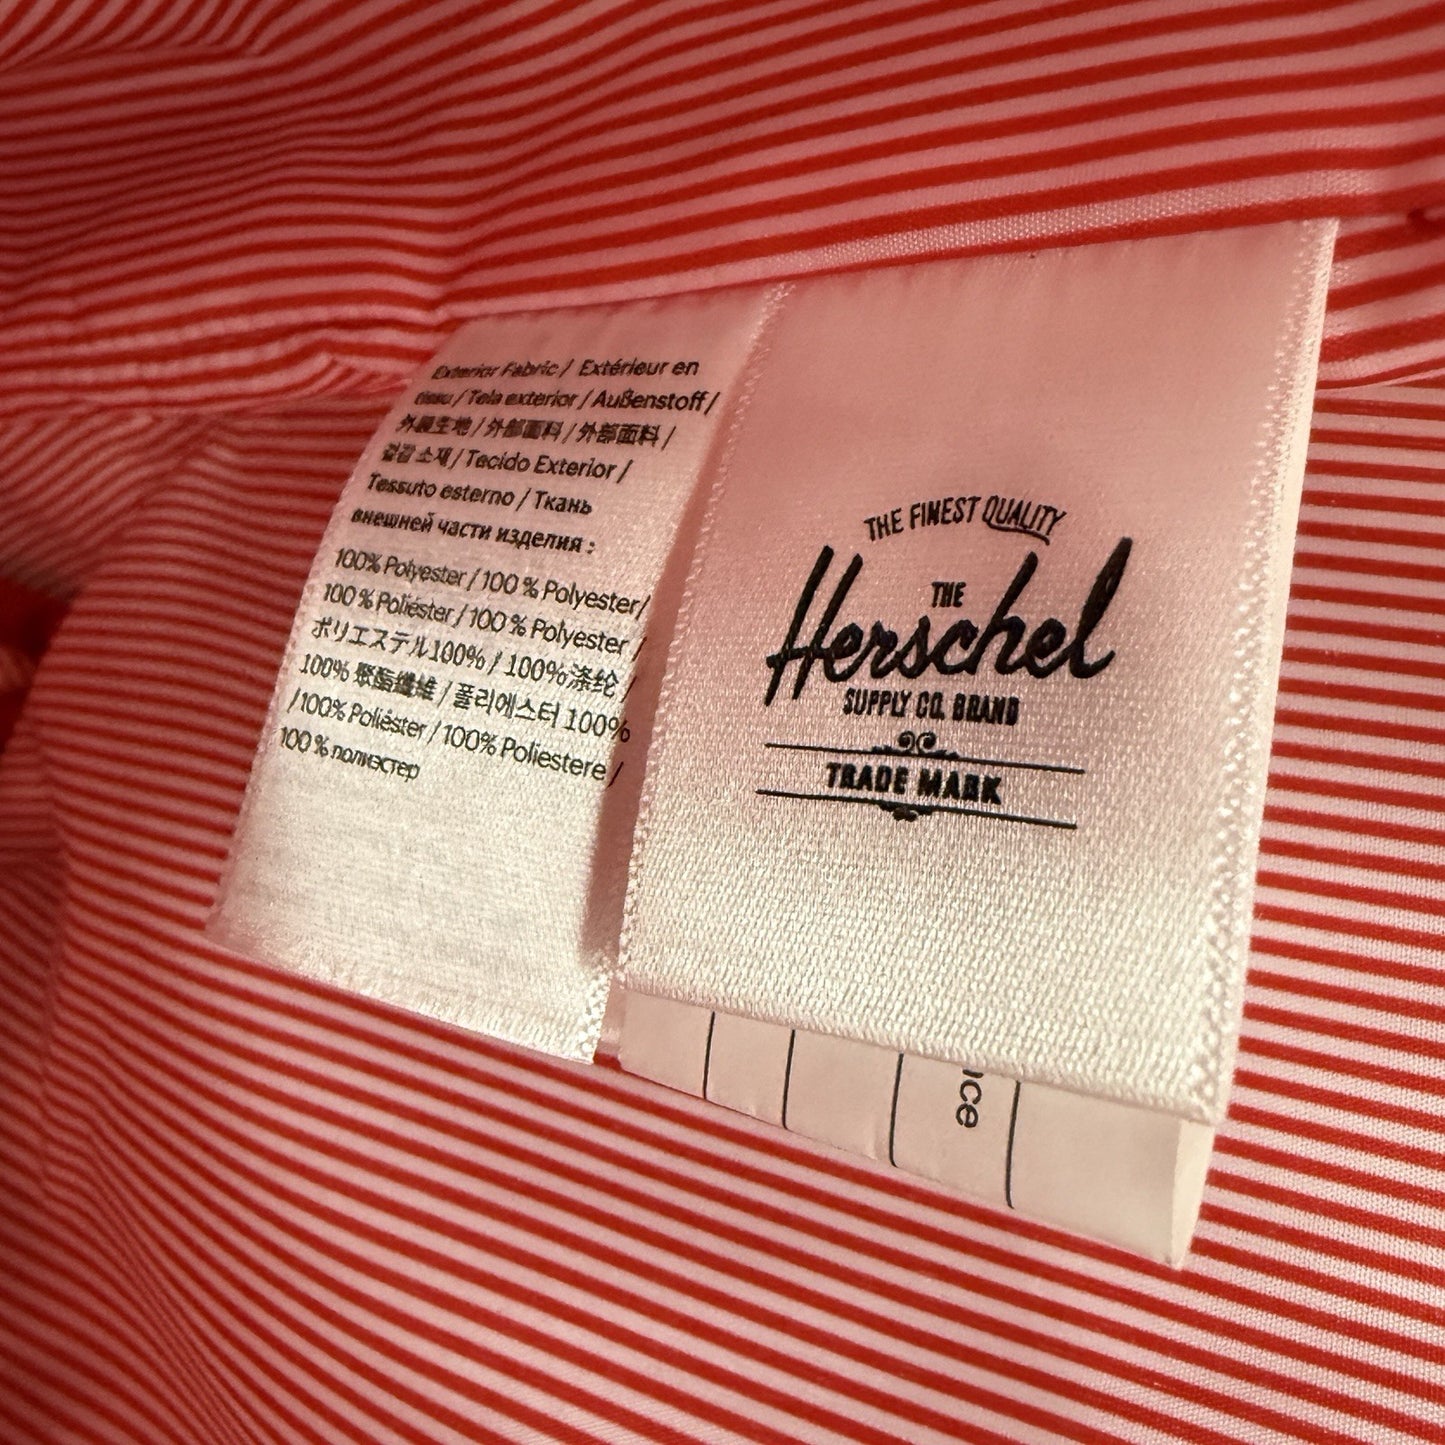 Exterior Fabric / Extérieur en
tissu / Tela exterior / Außenstoff /
外裏生地 / 外部面料 / 外部面料 /
겉감 소재 / Tecido Exterior /
Tessuto esterno / Ткань
внешней части изделия :
100% Polyester / 100 % Polyester/
100 % Poliéster / 100 % Polyester /
ポリエステル100% / 100%涤纶 /
100% 聚酯纖維 / 폴리에스터 100%
/100% Poliéster / 100% Poliestere /
100 % полиэстер
THE FINEST QUALITY
THE
Herschel
SUPPLY CO. BRAND
TRADE MARK